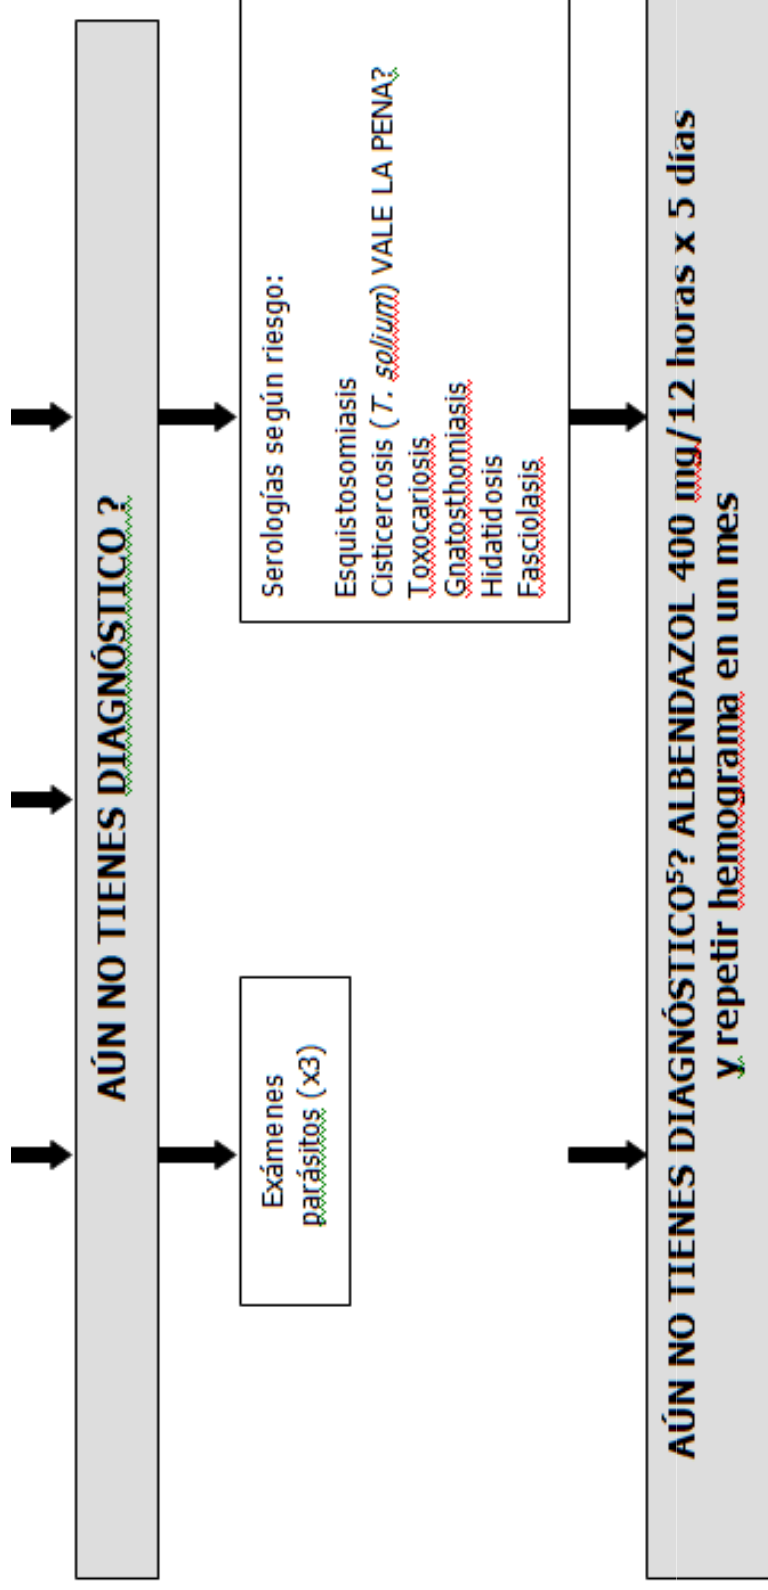 AÚN NO TIENES DIAGNÓSTICO ?
Exámenes
parásitos (x3)
Serologías según riesgo:
Esquistosomiasis
Cisticercosis (T. solium) VALE LA PENA?
Toxocariosis
Gnatosthomiasis
Hidatidosis
Fasciolasis
AÚN NO TIENES DIAGNÓSTICO⁵? ALBENDAZOL 400 mg/12 horas x 5 días
y repetir hemograma en un mes